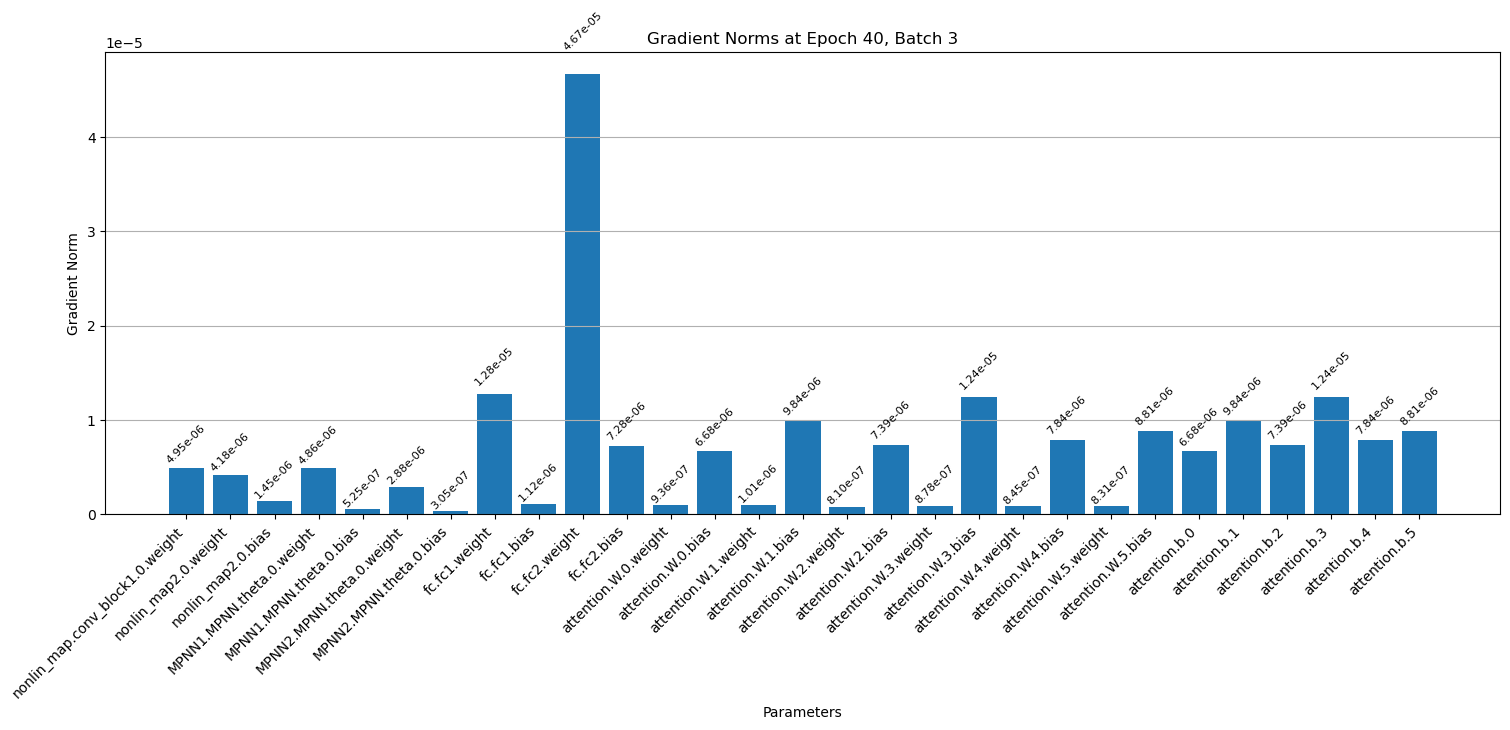 Gradient Norms at Epoch 40, Batch 3
1e−5
Gradient Norm
4
3
2
1
0
4.95e-06
4.18e-06
1.45e-06
4.86e-06
5.25e-07
2.88e-06
3.05e-07
1.28e-05
1.12e-06
4.67e-05
7.28e-06
9.36e-07
6.68e-06
1.01e-06
9.84e-06
8.10e-07
7.39e-06
8.78e-07
1.24e-05
8.45e-07
7.84e-06
8.31e-07
8.81e-06
6.68e-06
9.84e-06
7.39e-06
1.24e-05
7.84e-06
8.81e-06
nonlin_map.conv_block1.0.weight
nonlin_map2.0.weight
nonlin_map2.0.bias
MPNN1.MPNN.theta.0.weight
MPNN1.MPNN.theta.0.bias
MPNN2.MPNN.theta.0.weight
MPNN2.MPNN.theta.0.bias
fc.fc1.weight
fc.fc1.bias
fc.fc2.weight
fc.fc2.bias
attention.W.0.weight
attention.W.0.bias
attention.W.1.weight
attention.W.1.bias
attention.W.2.weight
attention.W.2.bias
attention.W.3.weight
attention.W.3.bias
attention.W.4.weight
attention.W.4.bias
attention.W.5.weight
attention.W.5.bias
attention.b.0
attention.b.1
attention.b.2
attention.b.3
attention.b.4
attention.b.5
Parameters